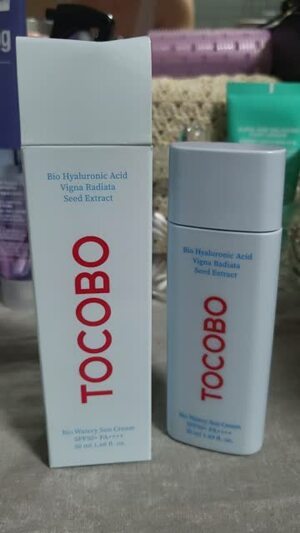 Bio Hyaluronic Acid
Vigna Radiata
Seed Extract
TOCOBO
Bio Watery Sun Cream
SPF50+ PA++++
50 ml 1.69 fl. oz.
Bio Hyaluronic Acid
Vigna Radiata
Seed Extract
TOCOBO
Bio Watery Sun Cream
SPF50+ PA++++
50 ml 1.69 fl. oz.